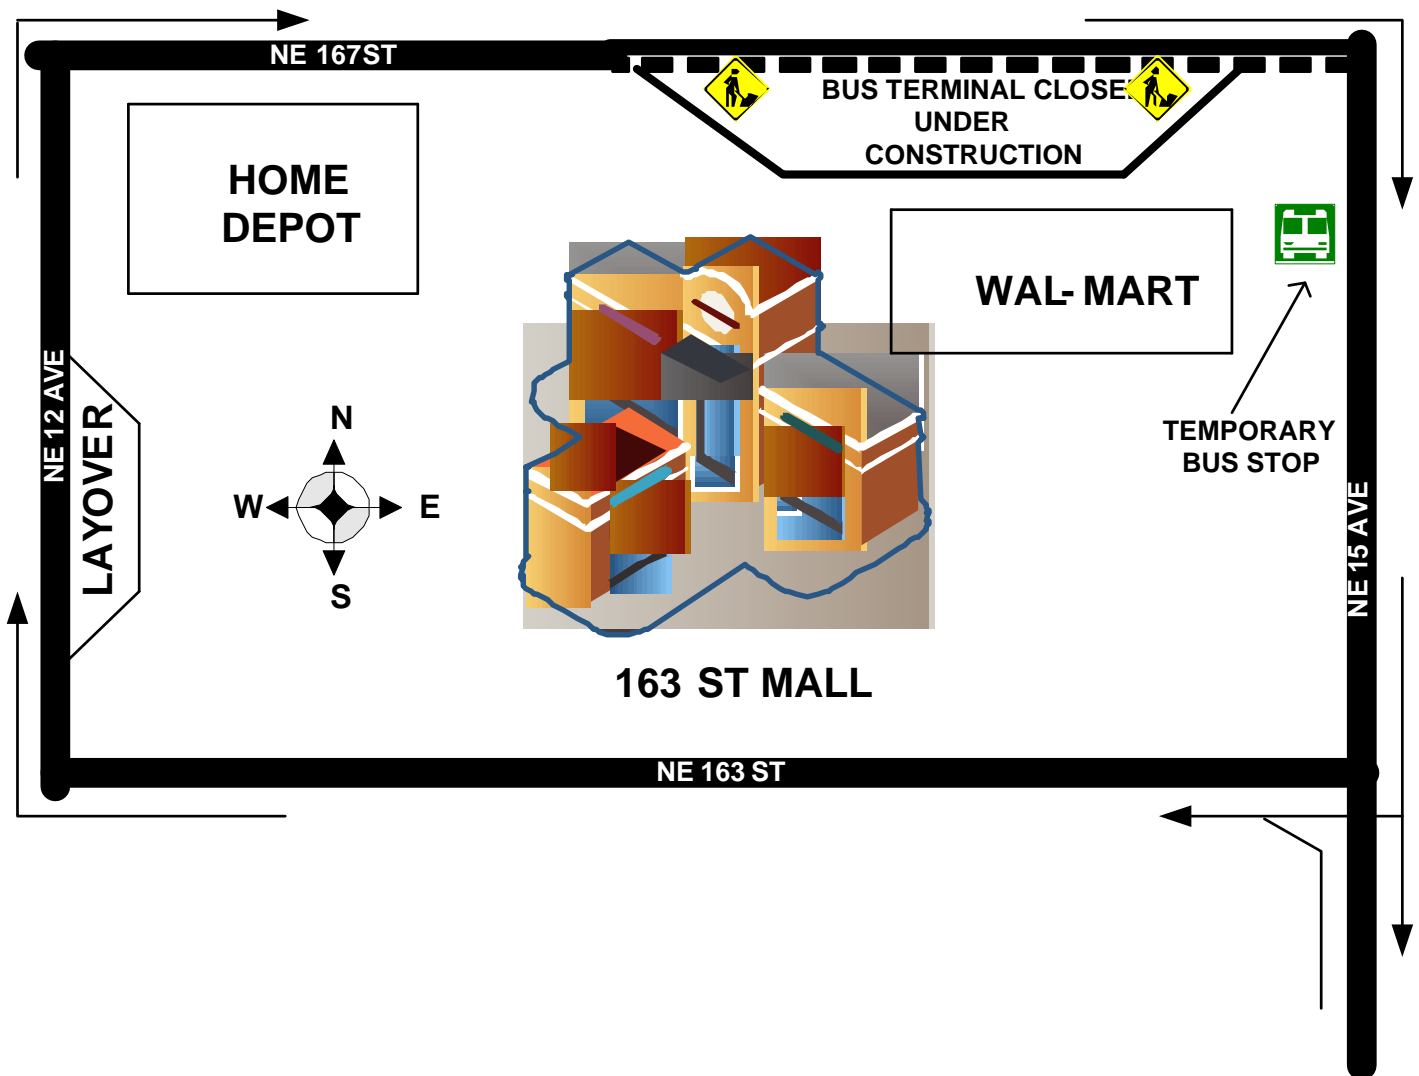 NE 167ST
BUS TERMINAL CLOSE
UNDER
CONSTRUCTION
HOME
DEPOT
WAL-MART
NE 12 AVE
LAYOVER
N
W
E
S
TEMPORARY
BUS STOP
NE 15 AVE
163 ST MALL
NE 163 ST